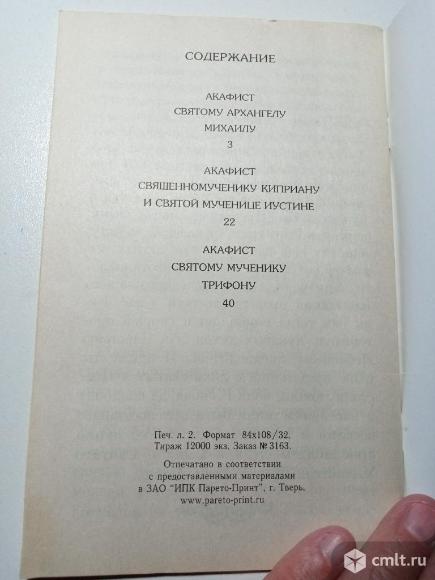 СОДЕРЖАНИЕ
АКАФИСТ
СВЯТОМУ АРХАНГЕЛУ
МИХАИЛУ
3
АКАФИСТ
СВЯЩЕННОМУЧЕНИКУ КИПРИАНУ
И СВЯТОЙ МУЧЕНИЦЕ ИУСТИНЕ
22
АКАФИСТ
СВЯТОМУ МУЧЕНИКУ
ТРИФОНУ
40
Печ. л. 2. Формат 84х108/32.
Тираж 12000 экз. Заказ № 3163.
Отпечатано в соответствии
с предоставленными материалами
в ЗАО "ИПК Парето-Принт", г. Тверь.
www.pareto-print.ru
cmlt.ru